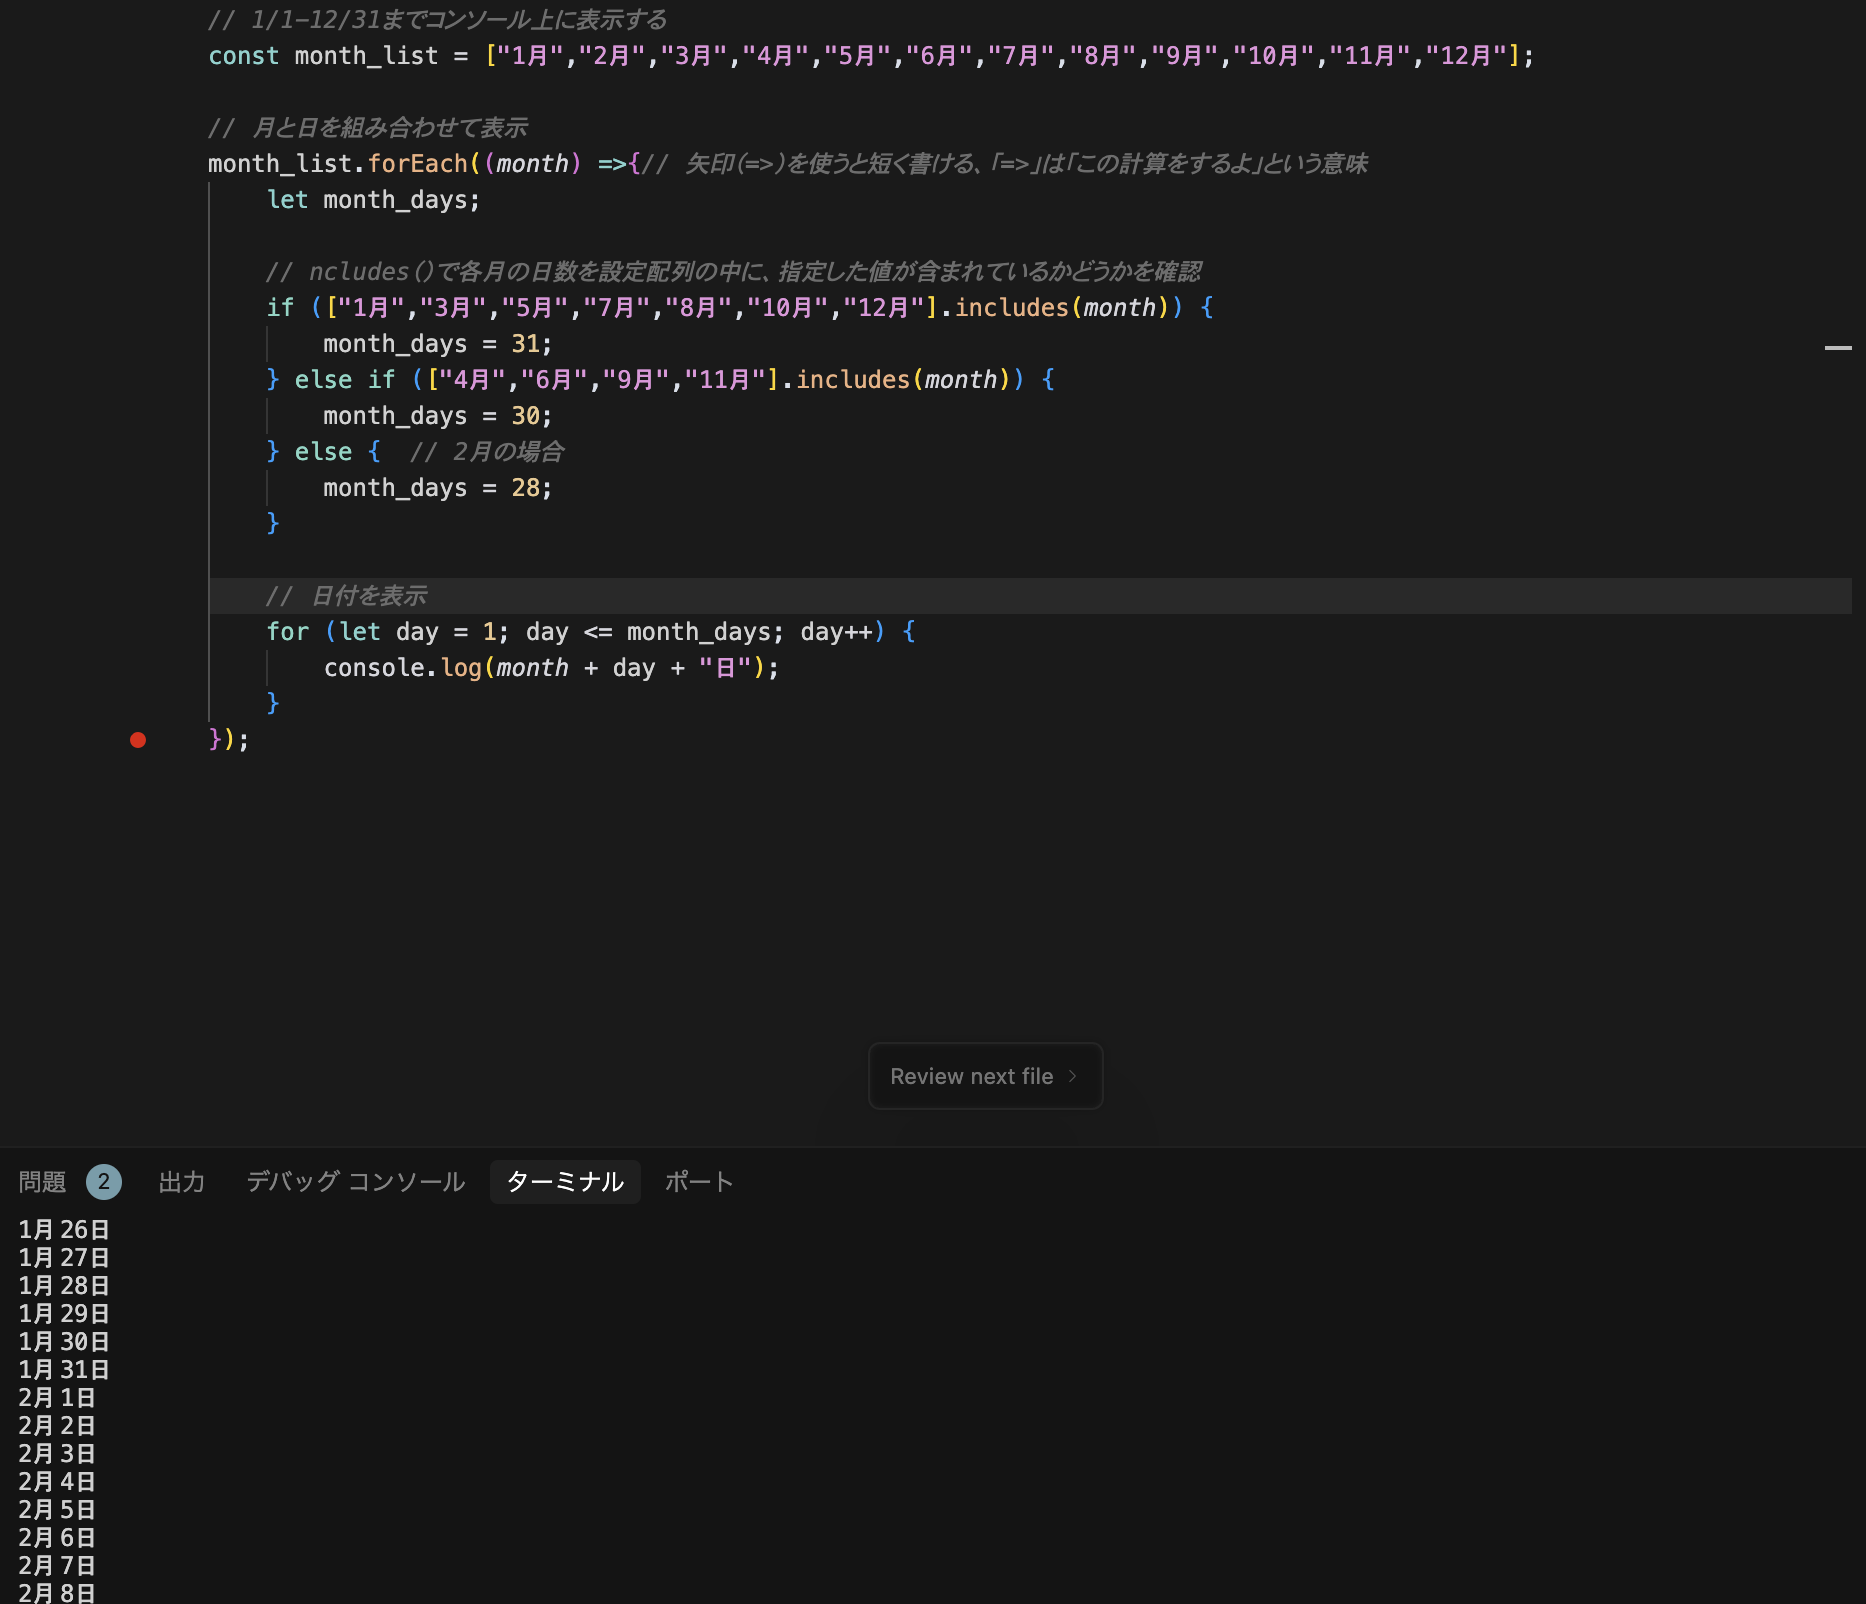 // 1/1–12/31までコンソール上に表示する
const month_list = ["1月","2月","3月","4月","5月","6月","7月","8月","9月","10月","11月","12月"];
// 月と日を組み合わせて表示
month_list.forEach((month) =>{// 矢印(=>)を使うと短く書ける、「=>」は「この計算をするよ」という意味
let month_days;
// ncludes()で各月の日数を設定配列の中に、指定した値が含まれているかどうかを確認
if (["1月","3月","5月","7月","8月","10月","12月"].includes(month)) {
month_days = 31;
} else if (["4月","6月","9月","11月"].includes(month)) {
month_days = 30;
} else {  // 2月の場合
month_days = 28;
}
// 日付を表示
for (let day = 1; day <= month_days; day++) {
console.log(month + day + "日");
}
});
Review next file >
問題 2 出力 デバッグ コンソール ターミナル ポート
1月26日
1月27日
1月28日
1月29日
1月30日
1月31日
2月1日
2月2日
2月3日
2月4日
2月5日
2月6日
2月7日
2月8日